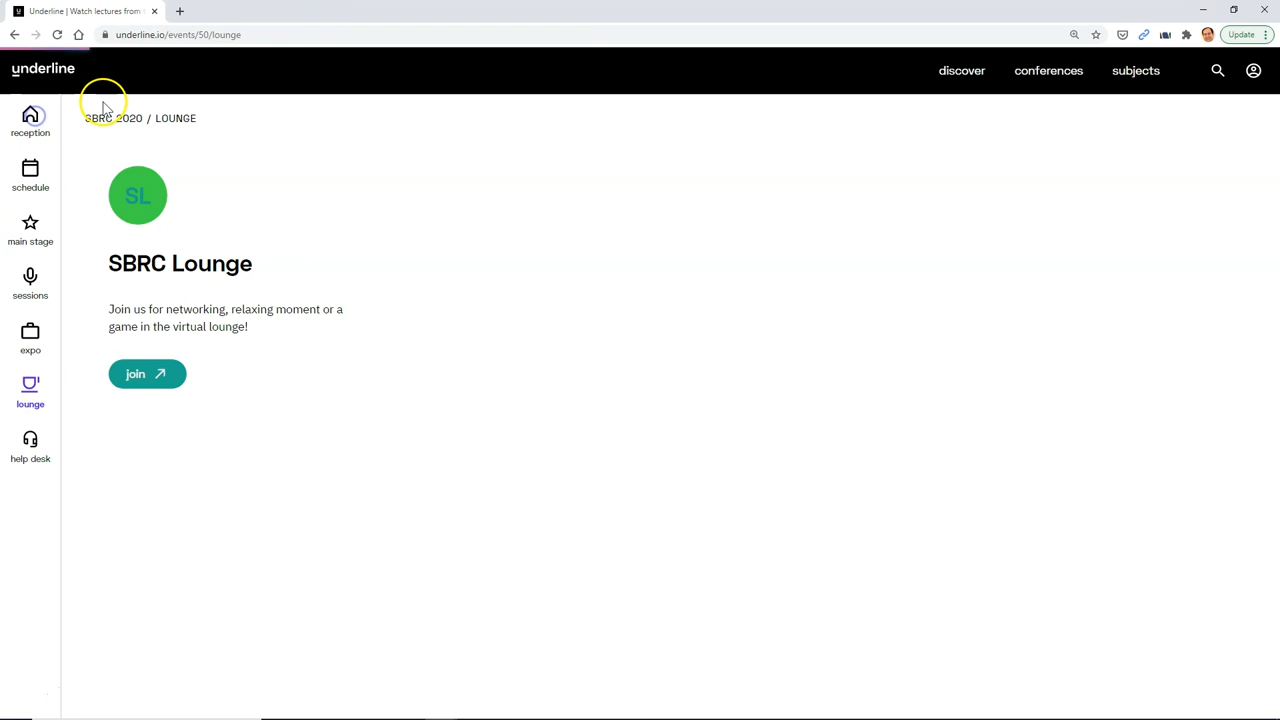 Underline | Watch lectures from
underline.io/events/50/lounge
Update
underline
discover
conferences
subjects
reception
schedule
main stage
sessions
expo
lounge
help desk
SBRC 2020 / LOUNGE
SL
SBRC Lounge
Join us for networking, relaxing moment or a
game in the virtual lounge!
join